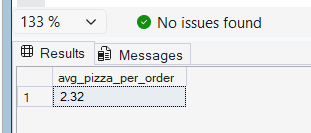 133 %
No issues found
Results Messages
avg_pizza_per_order
1 2.32